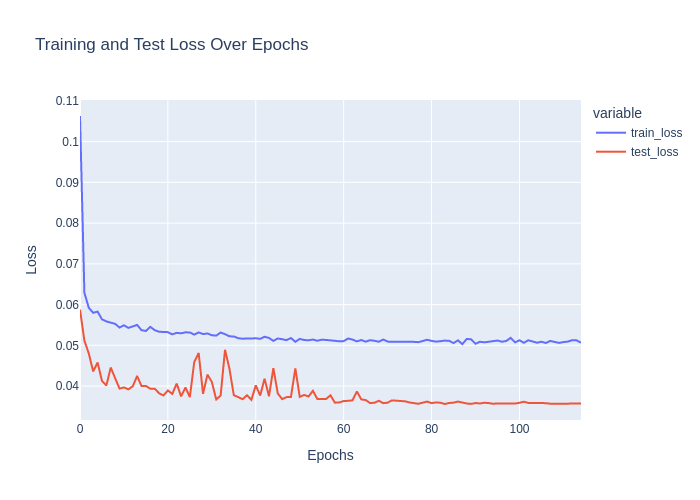 Training and Test Loss Over Epochs
0.11
0.1
0.09
0.08
0.07
0.06
0.05
0.04
0
20
40
60
80
100
Epochs
Loss
variable
train_loss
test_loss